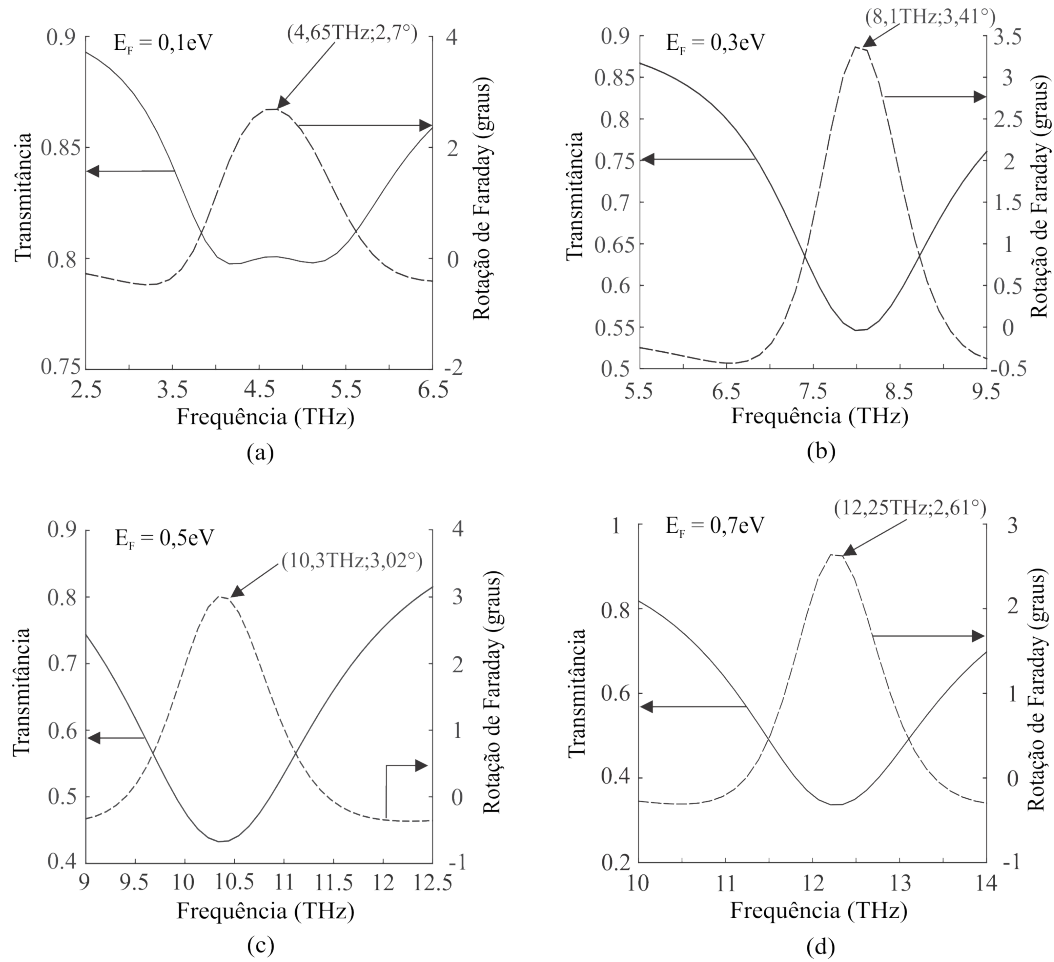 (4,65THz;2,7°)
E_F = 0,1eV
0.9
0.85
0.8
0.75
Transmitância
4
2
0
-2
Rotação de Faraday (graus)
2.5 3.5 4.5 5.5 6.5
Frequência (THz)
(a)
(8,1THz;3,41°)
E_F = 0,3eV
0.9
0.85
0.8
0.75
0.7
0.65
0.6
0.55
0.5
Transmitância
3.5
3
2.5
2
1.5
1
0.5
0
-0.5
Rotação de Faraday (graus)
5.5 6.5 7.5 8.5 9.5
Frequência (THz)
(b)
E_F = 0,5eV
(10,3THz;3,02°)
0.9
0.8
0.7
0.6
0.5
0.4
Transmitância
4
3
2
1
0
-1
Rotação de Faraday (graus)
9 9.5 10 10.5 11 11.5 12 12.5
Frequência (THz)
(c)
(12,25THz;2,61°)
E_F = 0,7eV
1
0.8
0.6
0.4
0.2
Transmitância
3
2
1
0
-1
Rotação de Faraday (graus)
10 11 12 13 14
Frequência (THz)
(d)